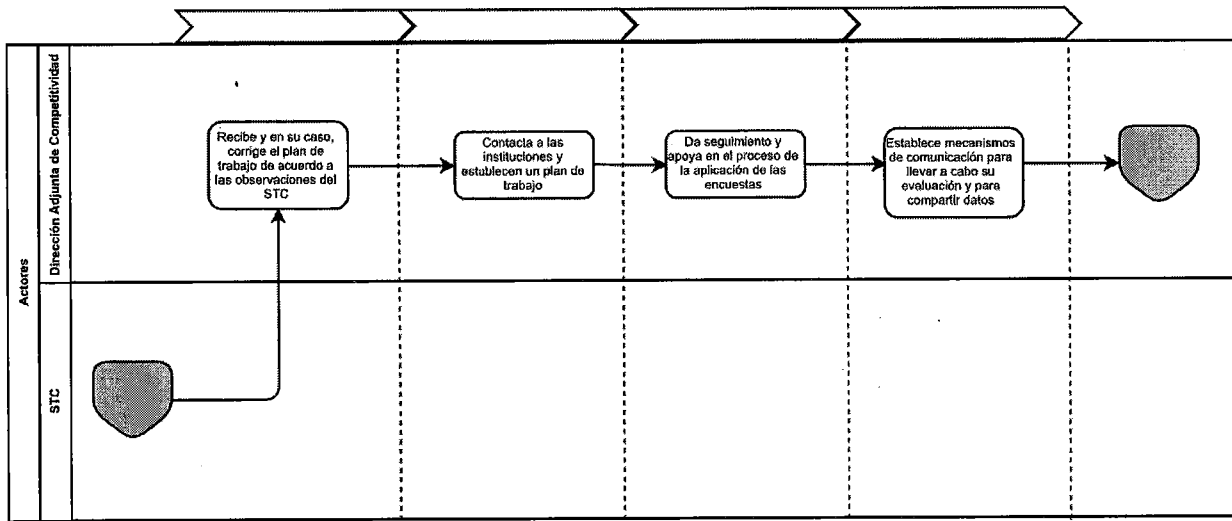 Actores
Dirección Adjunta de Competitividad
STC
Recibe y en su caso,
corrige el plan de
trabajo de acuerdo a
las observaciones del
STC
Contacta a las
instituciones y
establecen un plan de
trabajo
Da seguimiento y
apoya en el proceso de
la aplicación de las
encuestas
Establece mecanismos
de comunicación para
llevar a cabo su
evaluación y para
compartir datos